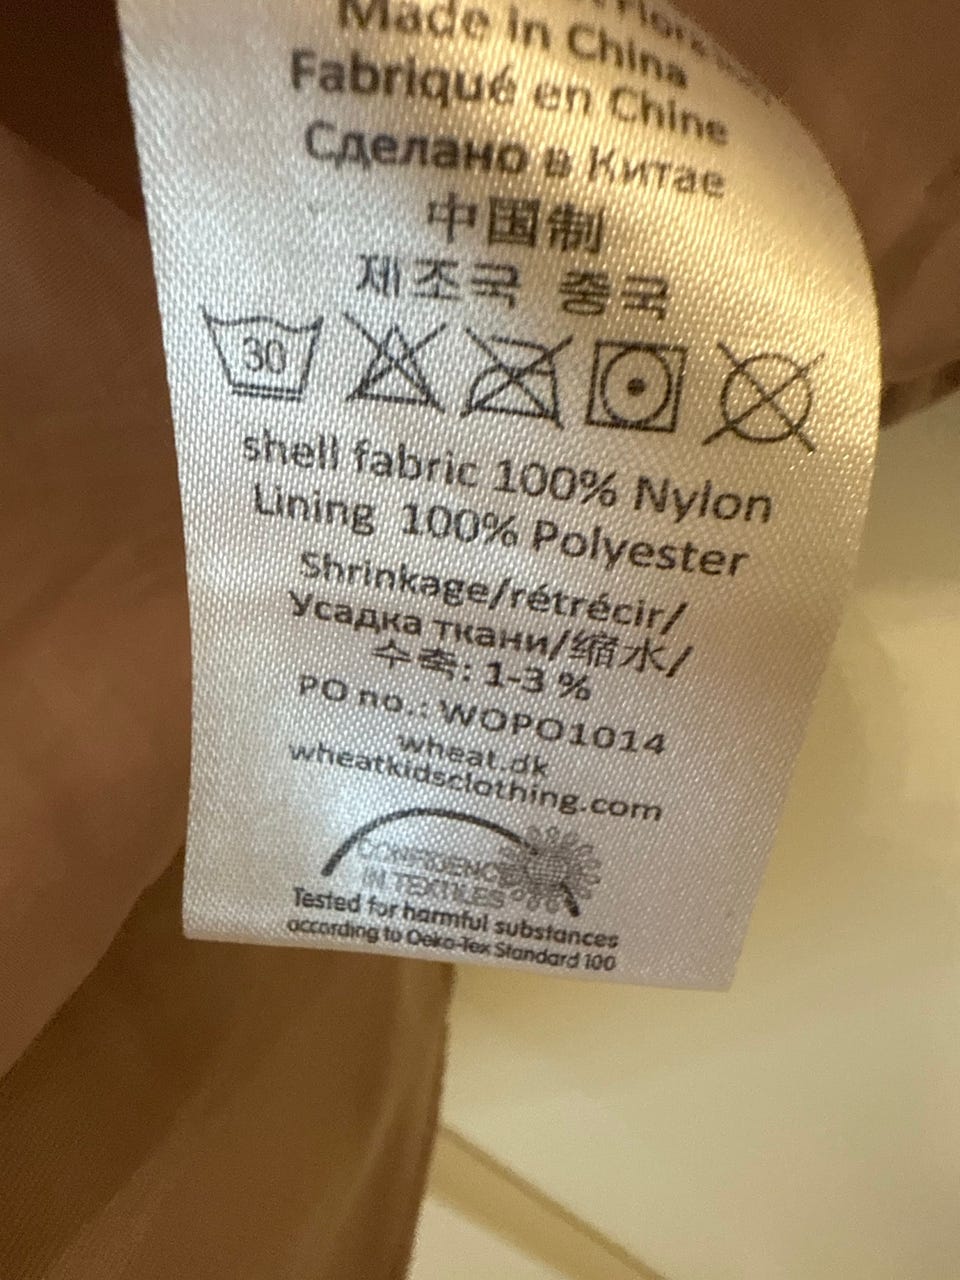 Made in China
Fabriqué en Chine
Сделано в Китае
中国制
제조국 중국
30
shell fabric 100% Nylon
Lining 100% Polyester
Shrinkage/rétrécir/
Усадка ткани/缩水/
수축: 1-3 %
PO no.: WOPO1014
wheat.dk
wheatkidsclothing.com
CONFIDENCE
IN TEXTILES
Tested for harmful substances
according to Oeko-Tex Standard 100